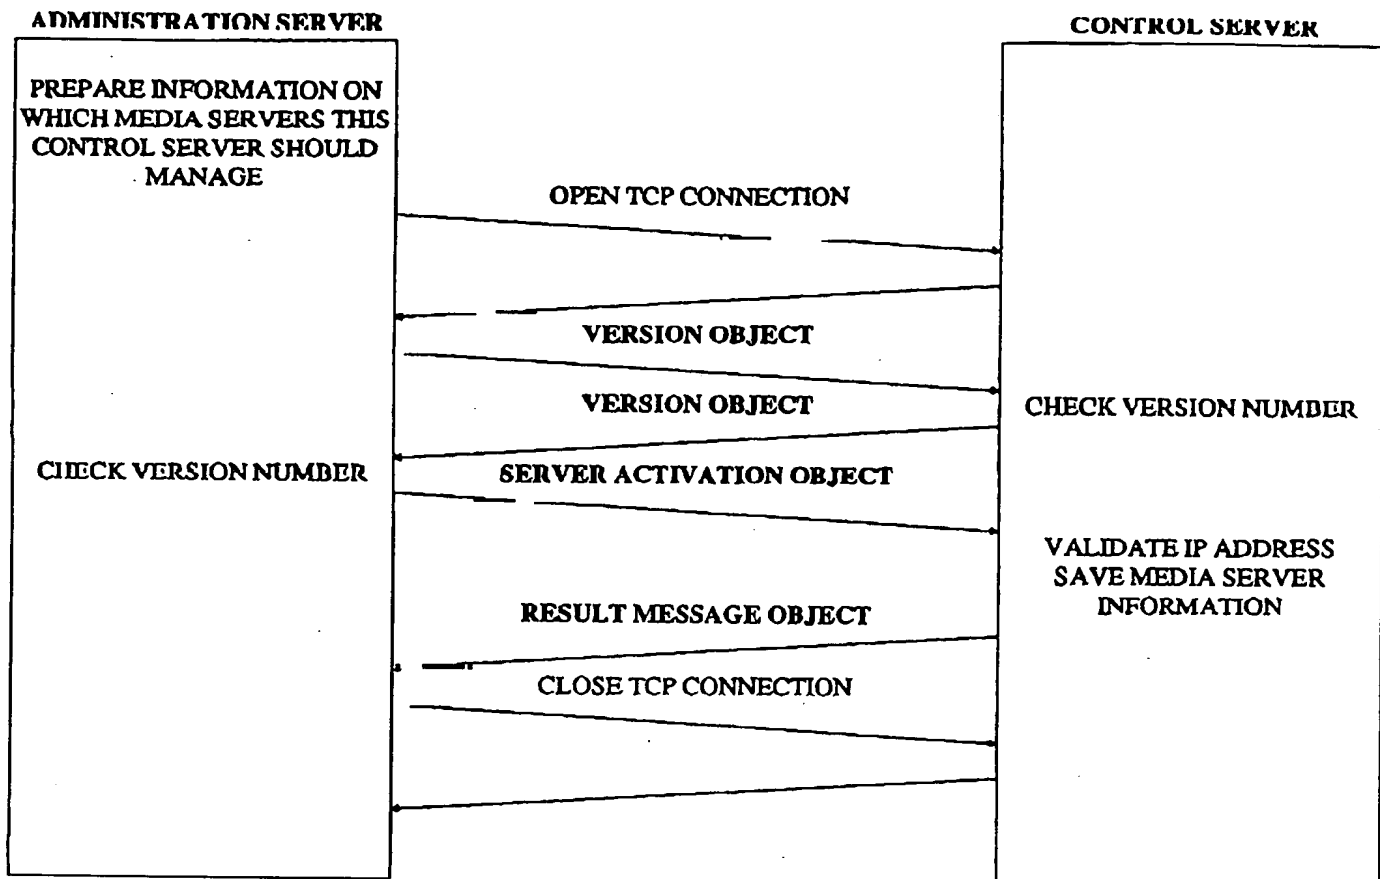 ADMINISTRATION SERVER
CONTROL SERVER
PREPARE INFORMATION ON
WHICH MEDIA SERVERS THIS
CONTROL SERVER SHOULD
MANAGE
OPEN TCP CONNECTION
VERSION OBJECT
VERSION OBJECT
CHECK VERSION NUMBER
CHECK VERSION NUMBER
SERVER ACTIVATION OBJECT
VALIDATE IP ADDRESS
SAVE MEDIA SERVER
INFORMATION
RESULT MESSAGE OBJECT
CLOSE TCP CONNECTION